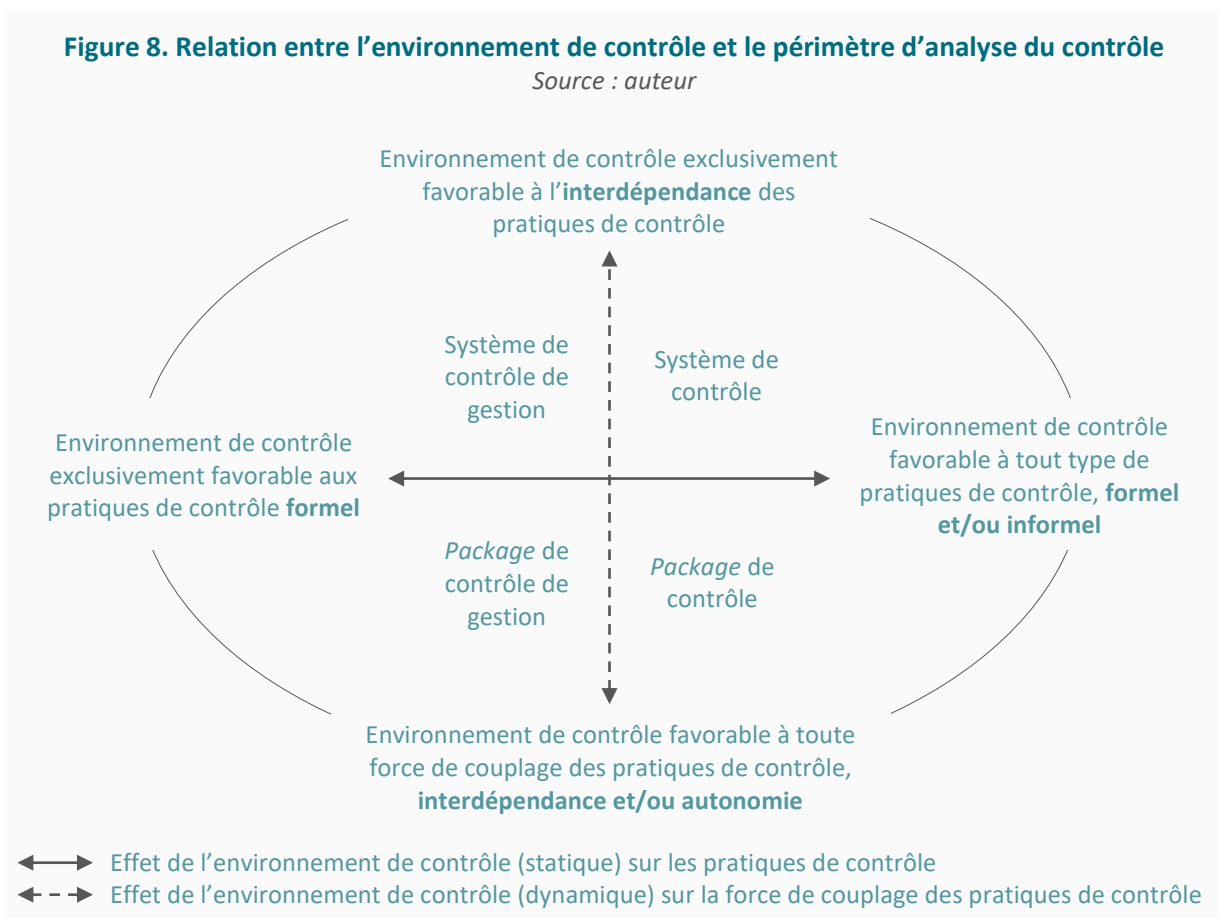 Figure 8. Relation entre l’environnement de contrôle et le périmètre d’analyse du contrôle
Source : auteur
Environnement de contrôle exclusivement
favorable à l’interdépendance des
pratiques de contrôle
Système de
contrôle de
gestion
Système de
contrôle
Environnement de contrôle
exclusivement favorable aux
pratiques de contrôle formel
Environnement de contrôle
favorable à tout type de
pratiques de contrôle, formel
et/ou informel
Package de
contrôle de
gestion
Package de
contrôle
Environnement de contrôle favorable à toute
force de couplage des pratiques de contrôle,
interdépendance et/ou autonomie
Effet de l’environnement de contrôle (statique) sur les pratiques de contrôle
Effet de l’environnement de contrôle (dynamique) sur la force de couplage des pratiques de contrôle